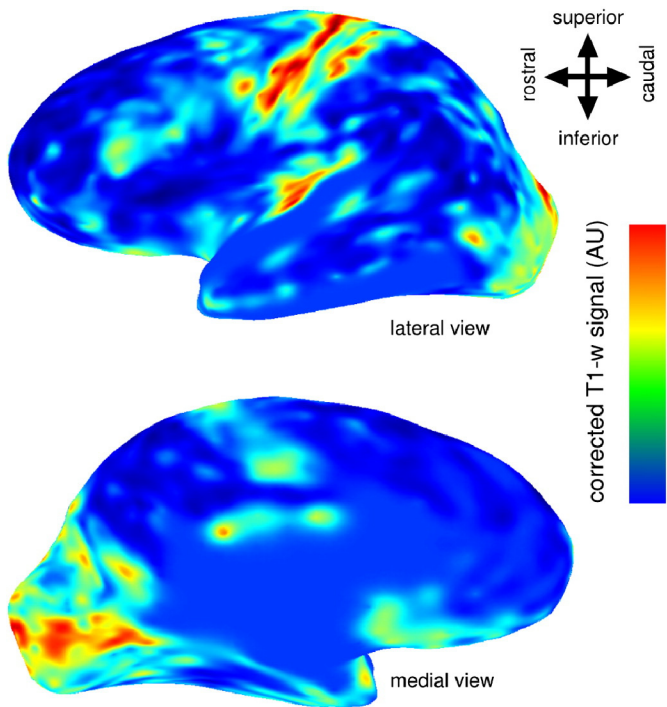 superior
rostral
caudal
inferior
corrected T1-w signal (AU)
lateral view
medial view